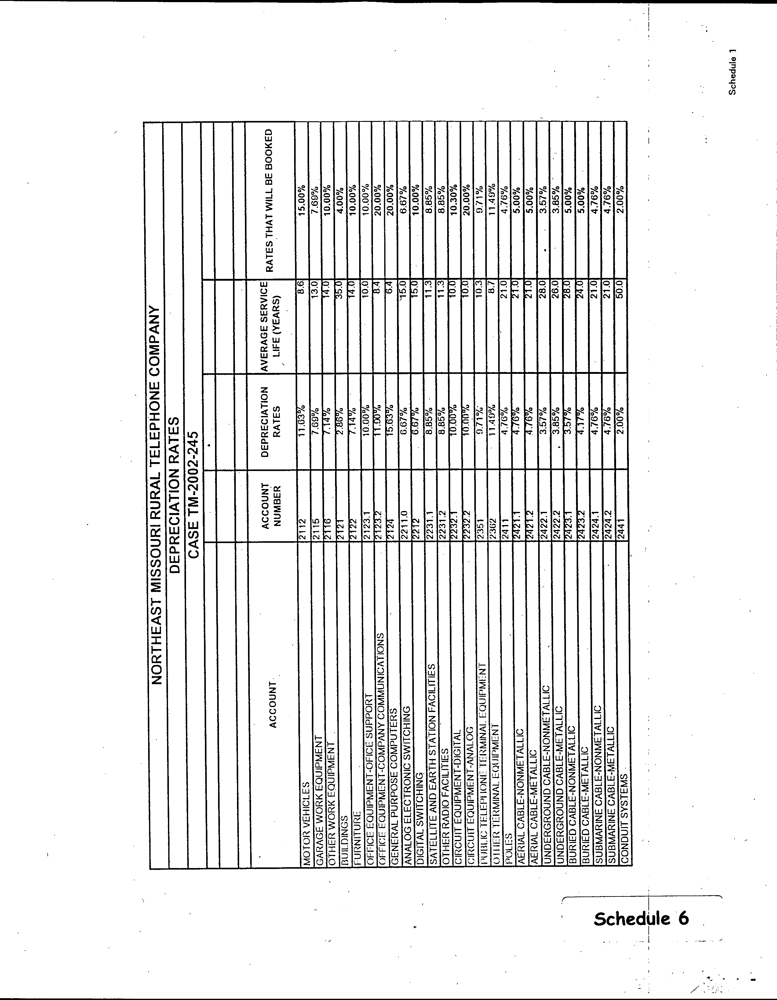 NORTHEAST MISSOURI RURAL TELEPHONE COMPANY
DEPRECIATION RATES
CASE TM-2002-245
ACCOUNT ACCOUNT NUMBER DEPRECIATION RATES AVERAGE SERVICE LIFE (YEARS) RATES THAT WILL BE BOOKED
MOTOR VEHICLES 2112 11.63% 8.6 15.00%
GARAGE WORK EQUIPMENT 2115 7.69% 13.0 7.69%
OTHER WORK EQUIPMENT 2116 7.14% 14.0 10.00%
BUILDINGS 2121 2.86% 35.0 4.00%
FURNITURE 2122 7.14% 14.0 10.00%
OFFICE EQUIPMENT-OFICE SUPPORT 2123.1 10.00% 10.0 10.00%
OFFICE EQUIPMENT-COMPANY COMMUNICATIONS 2123.2 11.90% 8.4 20.00%
GENERAL PURPOSE COMPUTERS 2124 15.63% 6.4 20.00%
ANALOG ELECTRONIC SWITCHING 2211.0 6.67% 15.0 6.67%
DIGITAL SWITCHING 2212 6.67% 15.0 10.00%
SATELLITE AND EARTH STATION FACILITIES 2231.1 8.85% 11.3 8.85%
OTHER RADIO FACILITIES 2231.2 8.85% 11.3 8.85%
CIRCUIT EQUIPMENT-DIGITAL 2232.1 10.00% 10.0 10.30%
CIRCUIT EQUIPMENT-ANALOG 2232.2 10.00% 10.0 20.00%
PUBLIC TELEPHONE TERMINAL EQUIPMENT 2351 9.71% 10.3 9.71%
OTHER TERMINAL EQUIPMENT 2362 11.49% 8.7 11.49%
POLES 2411 4.76% 21.0 4.76%
AERIAL CABLE-NONMETALLIC 2421.1 4.76% 21.0 5.00%
AERIAL CABLE-METALLIC 2421.2 4.76% 21.0 5.00%
UNDERGROUND CABLE-NONMETALLIC 2422.1 3.57% 28.0 3.57%
UNDERGROUND CABLE-METALLIC 2422.2 3.85% 26.0 3.85%
BURIED CABLE-NONMETALLIC 2423.1 3.57% 28.0 5.00%
BURIED CABLE-METALLIC 2423.2 4.17% 24.0 5.00%
SUBMARINE CABLE-NONMETALLIC 2424.1 4.76% 21.0 4.76%
SUBMARINE CABLE-METALLIC 2424.2 4.76% 21.0 4.76%
CONDUIT SYSTEMS 2441 2.00% 50.0 2.00%
Schedule 1
Schedule 6